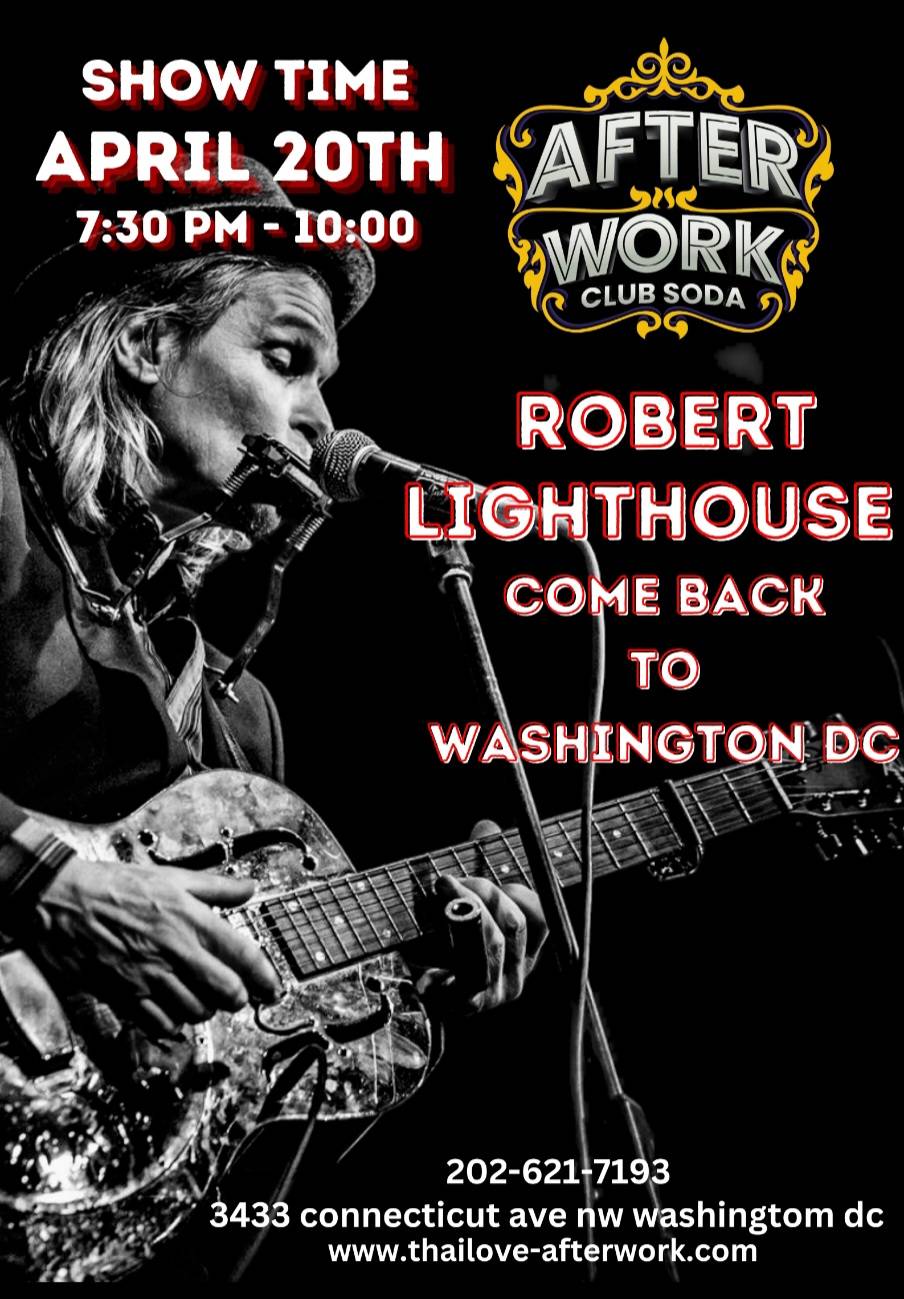 SHOW TIME
APRIL 20TH
7:30 PM - 10:00
AFTER
WORK
CLUB SODA
ROBERT
LIGHTHOUSE
COME BACK
TO
WASHINGTON DC
202-621-7193
3433 connecticut ave nw washingtom dc
www.thailove-afterwork.com